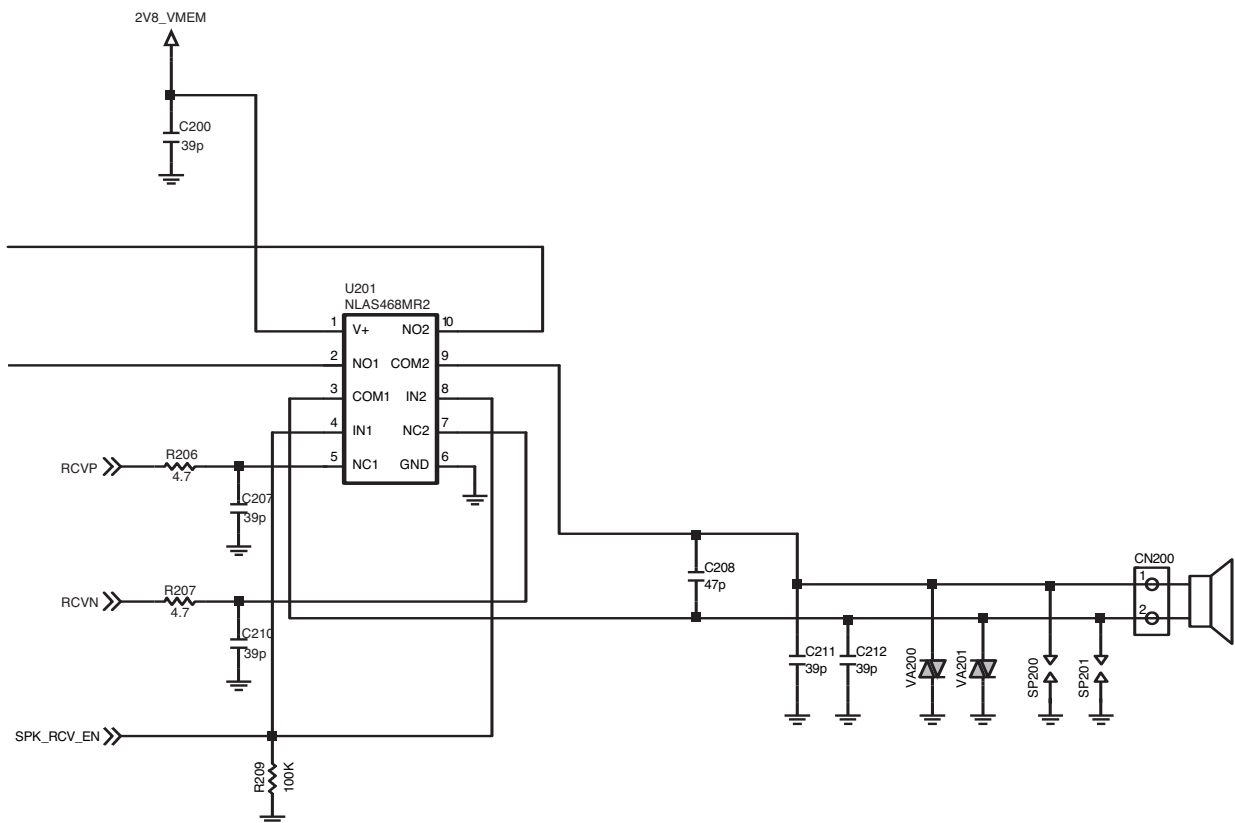 2V8_VMEM
C200
39p
U201
NLAS468MR2
1 V+ NO2 10
2 NO1 COM2 9
3 COM1 IN2 8
4 IN1 NC2 7
5 NC1 GND 6
RCVP
R206
4.7
C207
39p
RCVN
R207
4.7
C210
39p
SPK_RCV_EN
R209
100K
C208
47p
C211
39p
C212
39p
VA200
VA201
SP200
SP201
CN200
1
2